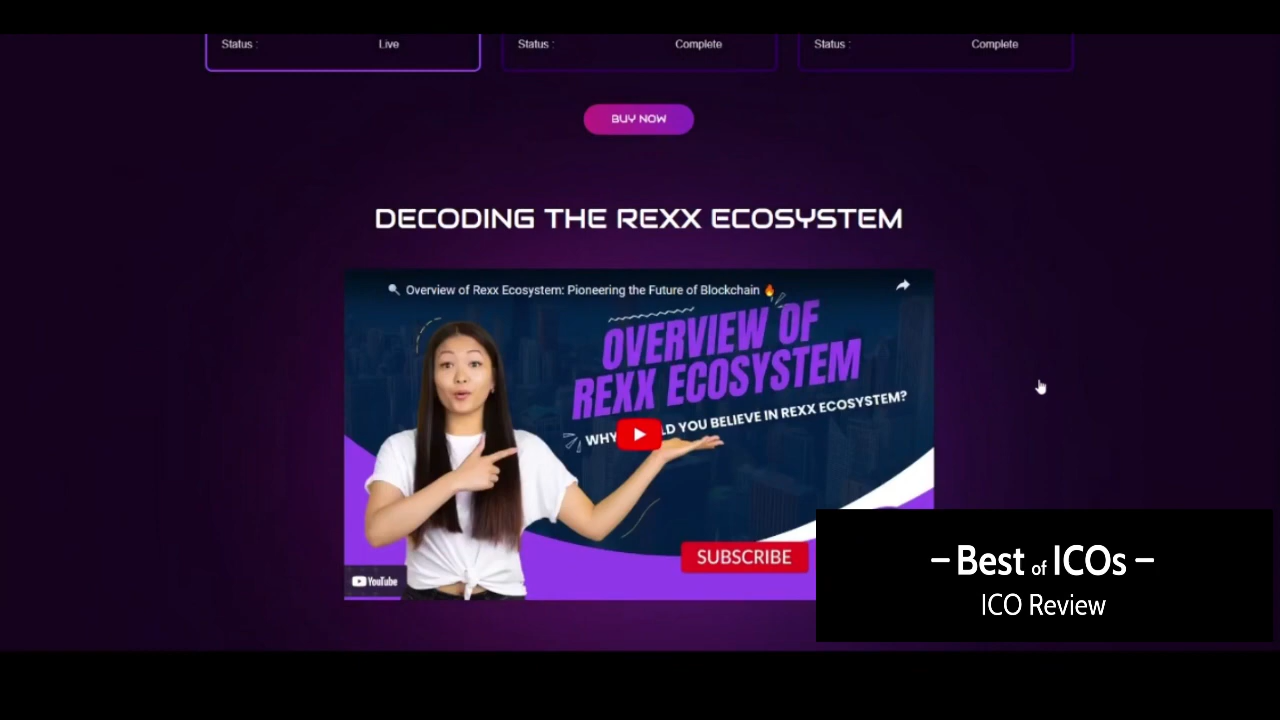 Status : Live Status : Complete Status : Complete
BUY NOW
DECODING THE REXX ECOSYSTEM
🔍 Overview of Rexx Ecosystem: Pioneering the Future of Blockchain 🔥
OVERVIEW OF
REXX ECOSYSTEM
WHY YOU BELIEVE IN REXX ECOSYSTEM?
SUBSCRIBE
YouTube
– Best of ICOs –
ICO Review